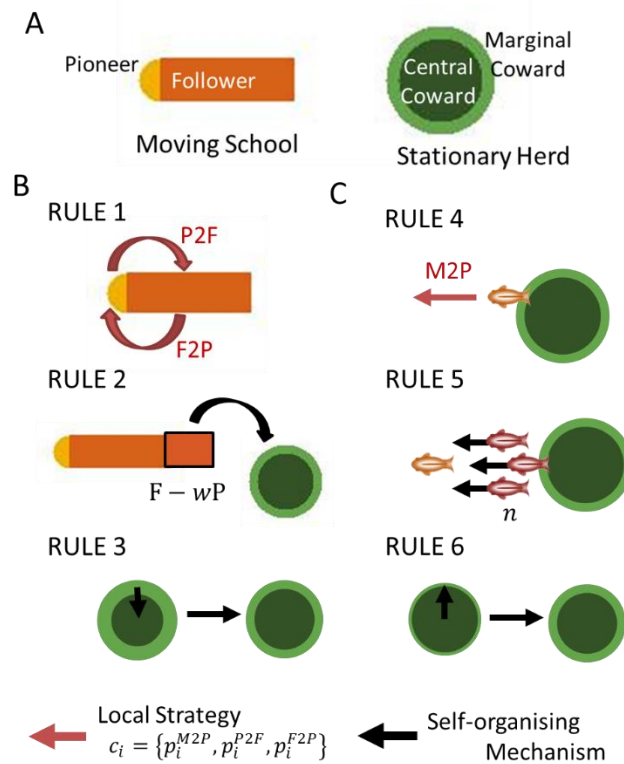 A
Pioneer
Follower
Moving School
Central
Coward
Marginal
Coward
Stationary Herd
B
RULE 1
P2F
F2P
RULE 2
F − wP
RULE 3
C
RULE 4
M2P
RULE 5
n
RULE 6
Local Strategy
c_i = {p_i^{M2P}, p_i^{P2F}, p_i^{F2P}}
Self-organising
Mechanism